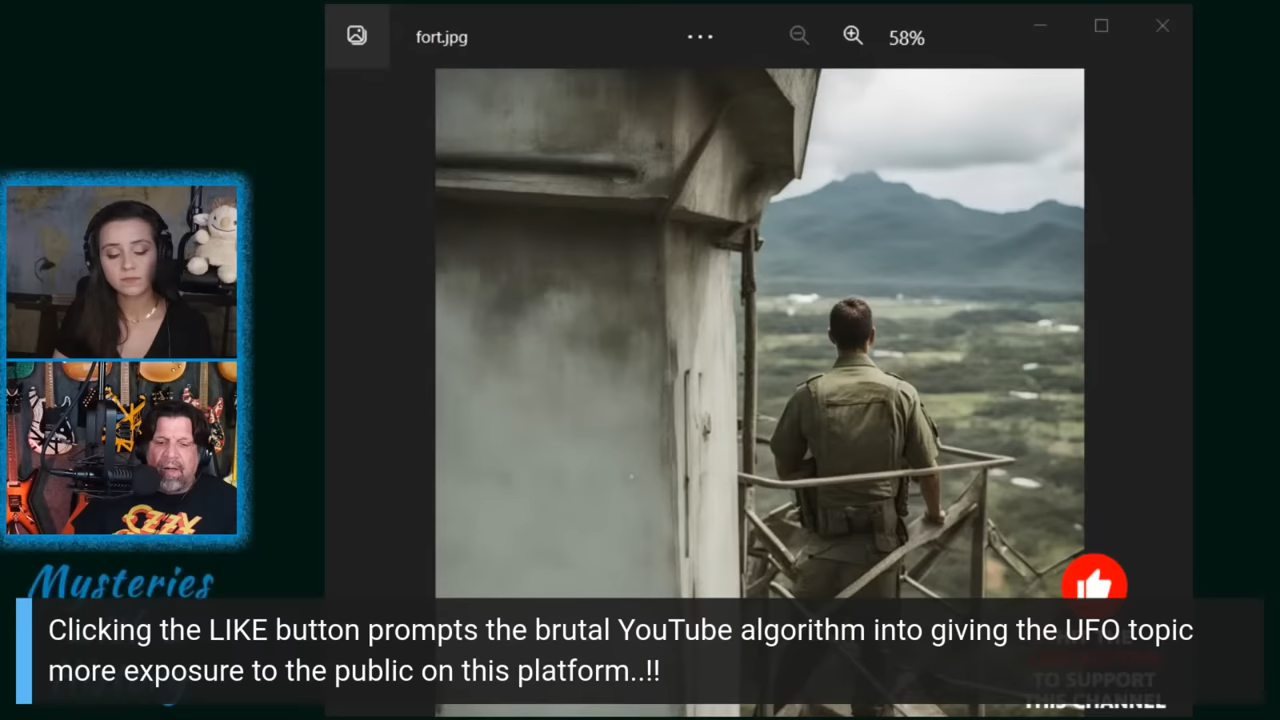 fort.jpg
58%
OZZY
Mysteries
Clicking the LIKE button prompts the brutal YouTube algorithm into giving the UFO topic
more exposure to the public on this platform..!!
TO SUPPORT
THIS CHANNEL